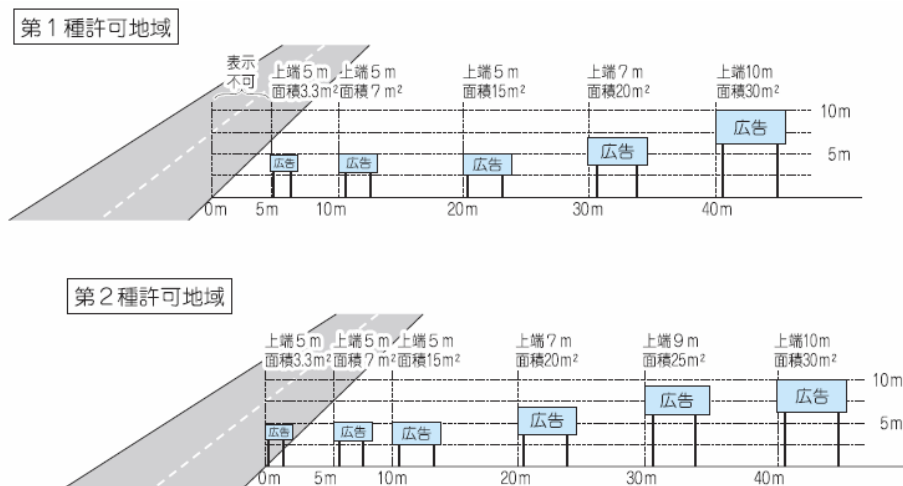 第1種許可地域
表示
不可
上端5m
面積3.3m²
上端5m
面積7m²
上端5m
面積15m²
上端7m
面積20m²
上端10m
面積30m²
10m
5m
広告
広告
広告
広告
広告
0m
5m
10m
20m
30m
40m
第2種許可地域
上端5m
面積3.3m²
上端5m
面積7m²
上端5m
面積15m²
上端7m
面積20m²
上端9m
面積25m²
上端10m
面積30m²
10m
5m
広告
広告
広告
広告
広告
広告
0m
5m
10m
20m
30m
40m